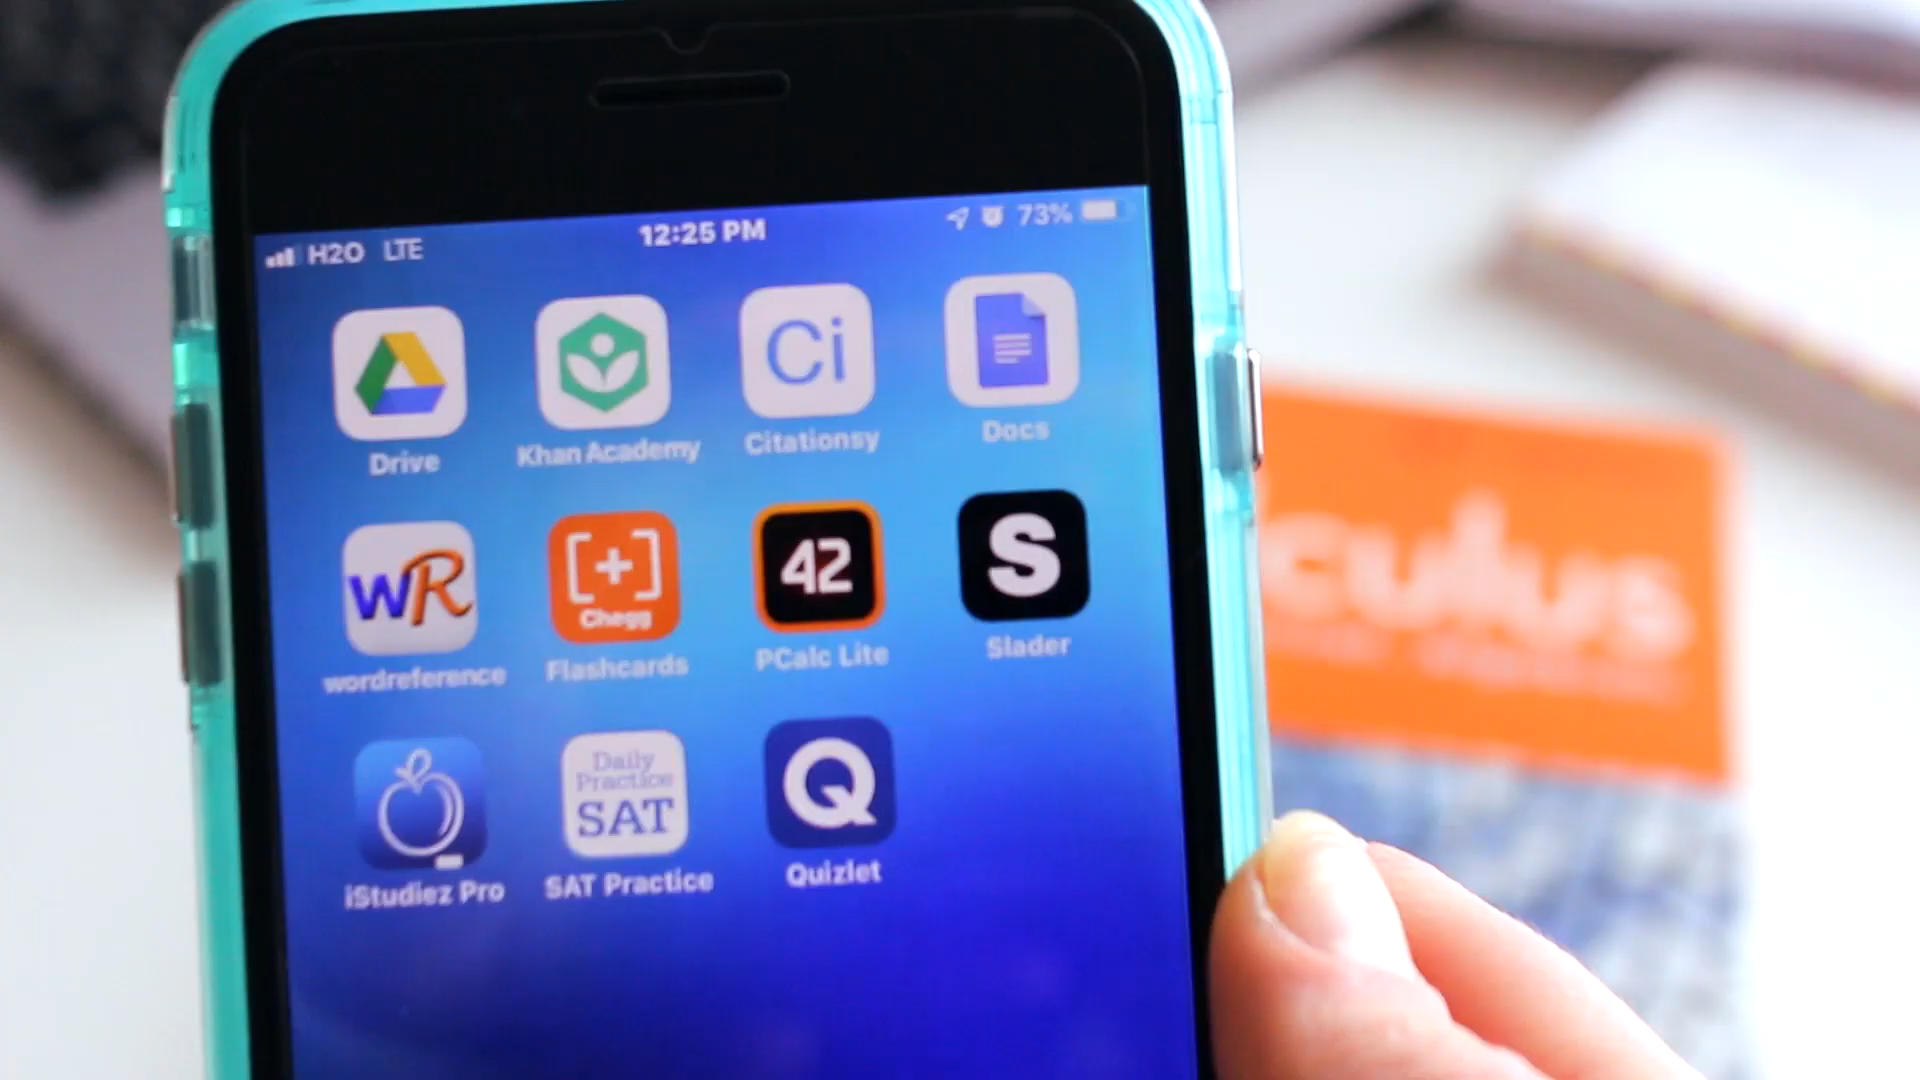 H2O LTE 12:25 PM 73%
Ci
Drive Khan Academy Citationsy Docs
WR [+] 42 S
Chegg
wordreference Flashcards PCalc Lite Slader
Daily
Practice
SAT
Q
iStudiez Pro SAT Practice Quizlet
culus